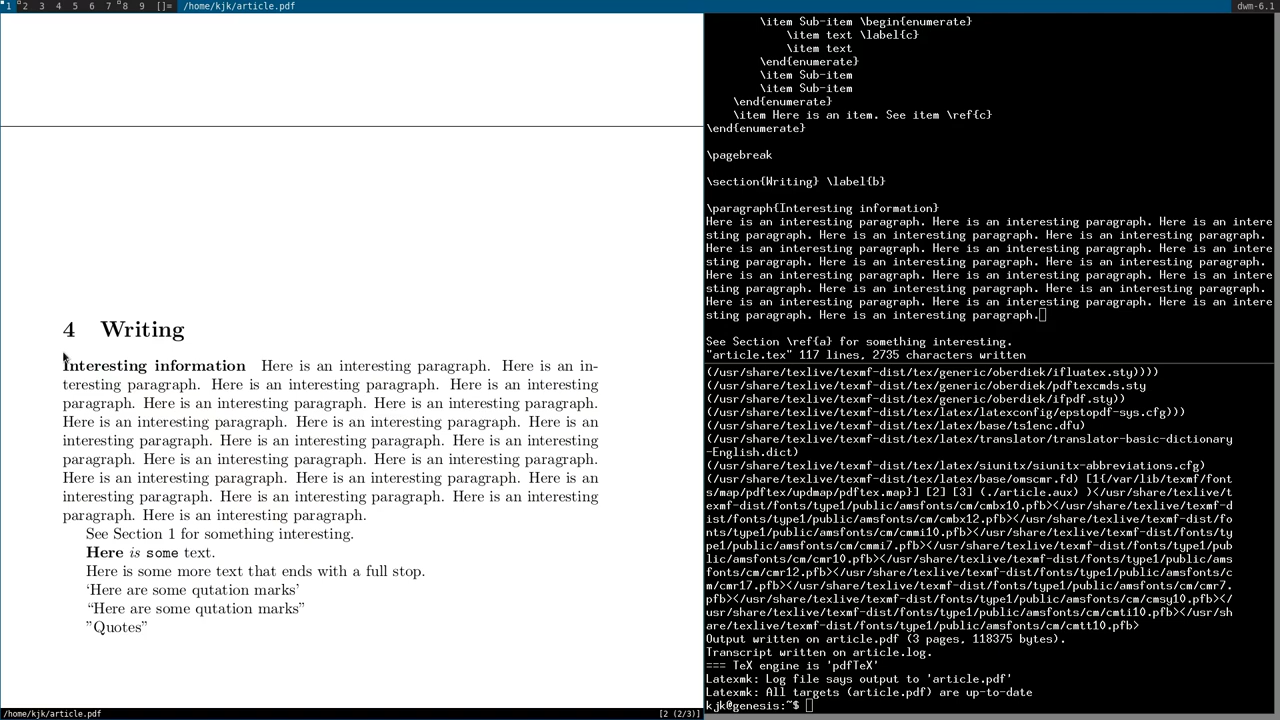 1 2 3 4 5 6 7 8 9 []= /home/kjk/article.pdf
dwm-6.1
4 Writing
Interesting information Here is an interesting paragraph. Here is an in-
teresting paragraph. Here is an interesting paragraph. Here is an interesting
paragraph. Here is an interesting paragraph. Here is an interesting paragraph.
Here is an interesting paragraph. Here is an interesting paragraph. Here is an
interesting paragraph. Here is an interesting paragraph. Here is an interesting
paragraph. Here is an interesting paragraph. Here is an interesting paragraph.
Here is an interesting paragraph. Here is an interesting paragraph. Here is an
interesting paragraph. Here is an interesting paragraph. Here is an interesting
paragraph. Here is an interesting paragraph.
See Section 1 for something interesting.
Here is some text.
Here is some more text that ends with a full stop.
‘Here are some qutation marks’
“Here are some qutation marks”
”Quotes”
/home/kjk/article.pdf
[2 (2/3)]
\item Sub-item \begin{enumerate}
\item text \label{c}
\item text
\end{enumerate}
\item Sub-item
\item Sub-item
\end{enumerate}
\item Here is an item. See item \ref{c}
\end{enumerate}
\pagebreak
\section{Writing} \label{b}
\paragraph{Interesting information}
Here is an interesting paragraph. Here is an interesting paragraph. Here is an intere
sting paragraph. Here is an interesting paragraph. Here is an interesting paragraph.
Here is an interesting paragraph. Here is an interesting paragraph. Here is an intere
sting paragraph. Here is an interesting paragraph. Here is an interesting paragraph.
Here is an interesting paragraph. Here is an interesting paragraph. Here is an intere
sting paragraph. Here is an interesting paragraph. Here is an interesting paragraph.
Here is an interesting paragraph. Here is an interesting paragraph. Here is an intere
sting paragraph. Here is an interesting paragraph.
See Section \ref{a} for something interesting.
"article.tex" 117 lines, 2735 characters written
(/usr/share/texlive/texmf-dist/tex/generic/oberdiek/ifluatex.sty))))
(/usr/share/texlive/texmf-dist/tex/generic/oberdiek/pdftexcmds.sty
(/usr/share/texlive/texmf-dist/tex/generic/oberdiek/ifpdf.sty))
(/usr/share/texlive/texmf-dist/tex/latex/latexconfig/epstopdf-sys.cfg)))
(/usr/share/texlive/texmf-dist/tex/latex/base/ts1enc.dfu)
(/usr/share/texlive/texmf-dist/tex/latex/translator/translator-basic-dictionary
-English.dict)
(/usr/share/texlive/texmf-dist/tex/latex/siunitx/siunitx-abbreviations.cfg)
(/usr/share/texlive/texmf-dist/tex/latex/base/omscmr.fd) [1{/var/lib/texmf/font
s/map/pdftex/updmap/pdftex.map}] [2] [3] (./article.aux) )</usr/share/texlive/t
exmf-dist/fonts/type1/public/amsfonts/cm/cmbx10.pfb></usr/share/texlive/texmf-d
ist/fonts/type1/public/amsfonts/cm/cmbx12.pfb></usr/share/texlive/texmf-dist/fo
nts/type1/public/amsfonts/cm/cmmi10.pfb></usr/share/texlive/texmf-dist/fonts/ty
pe1/public/amsfonts/cm/cmmi7.pfb></usr/share/texlive/texmf-dist/fonts/type1/pub
lic/amsfonts/cm/cmr10.pfb></usr/share/texlive/texmf-dist/fonts/type1/public/ams
fonts/cm/cmr12.pfb></usr/share/texlive/texmf-dist/fonts/type1/public/amsfonts/c
m/cmr17.pfb></usr/share/texlive/texmf-dist/fonts/type1/public/amsfonts/cm/cmr7.
pfb></usr/share/texlive/texmf-dist/fonts/type1/public/amsfonts/cm/cmsy10.pfb></
usr/share/texlive/texmf-dist/fonts/type1/public/amsfonts/cm/cmti10.pfb></usr/sh
are/texlive/texmf-dist/fonts/type1/public/amsfonts/cm/cmtt10.pfb>
Output written on article.pdf (3 pages, 118375 bytes).
Transcript written on article.log.
=== TeX engine is 'pdfTeX'
Latexmk: Log file says output to 'article.pdf'
Latexmk: All targets (article.pdf) are up-to-date
kjk@genesis:~$